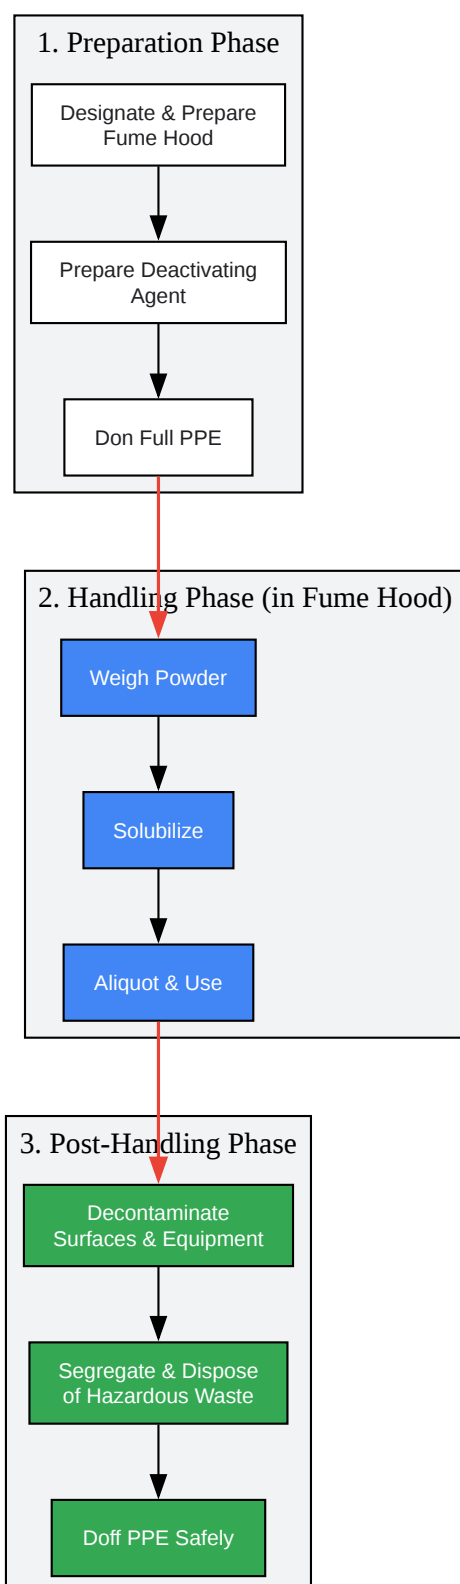 1. Preparation Phase
Designate & Prepare
Fume Hood
Prepare Deactivating
Agent
Don Full PPE
2. Handling Phase (in Fume Hood)
Weigh Powder
Solubilize
Aliquot & Use
3. Post-Handling Phase
Decontaminate
Surfaces & Equipment
Segregate & Dispose
of Hazardous Waste
Doff PPE Safely